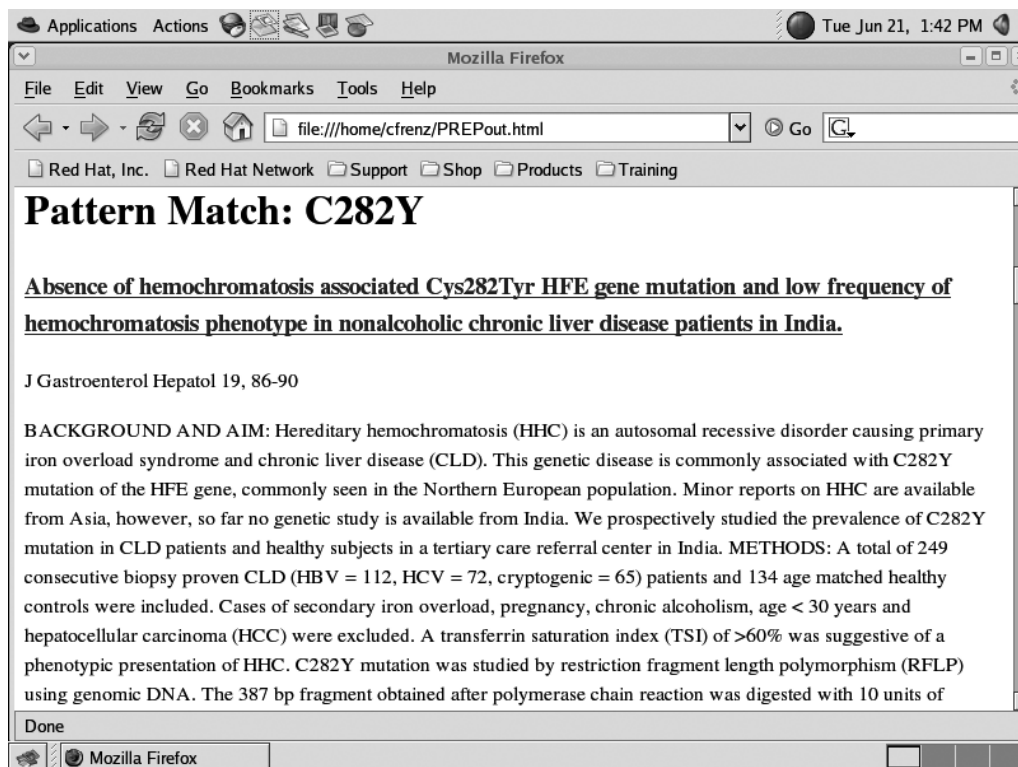 Applications Actions Tue Jun 21, 1:42 PM
Mozilla Firefox
File Edit View Go Bookmarks Tools Help
file:///home/cfrenz/PREPout.html Go G
Red Hat, Inc. Red Hat Network Support Shop Products Training
Pattern Match: C282Y
Absence of hemochromatosis associated Cys282Tyr HFE gene mutation and low frequency of
hemochromatosis phenotype in nonalcoholic chronic liver disease patients in India.
J Gastroenterol Hepatol 19, 86-90
BACKGROUND AND AIM: Hereditary hemochromatosis (HHC) is an autosomal recessive disorder causing primary
iron overload syndrome and chronic liver disease (CLD). This genetic disease is commonly associated with C282Y
mutation of the HFE gene, commonly seen in the Northern European population. Minor reports on HHC are available
from Asia, however, so far no genetic study is available from India. We prospectively studied the prevalence of C282Y
mutation in CLD patients and healthy subjects in a tertiary care referral center in India. METHODS: A total of 249
consecutive biopsy proven CLD (HBV = 112, HCV = 72, cryptogenic = 65) patients and 134 age matched healthy
controls were included. Cases of secondary iron overload, pregnancy, chronic alcoholism, age < 30 years and
hepatocellular carcinoma (HCC) were excluded. A transferrin saturation index (TSI) of >60% was suggestive of a
phenotypic presentation of HHC. C282Y mutation was studied by restriction fragment length polymorphism (RFLP)
using genomic DNA. The 387 bp fragment obtained after polymerase chain reaction was digested with 10 units of
Done
Mozilla Firefox